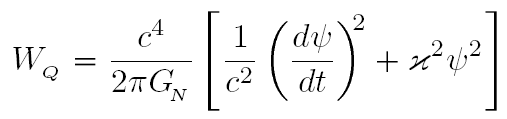 W_Q = \frac{c^4}{2\pi G_N} \left[ \frac{1}{c^2} \left( \frac{d\psi}{dt} \right)^2 + \varkappa^2 \psi^2 \right]